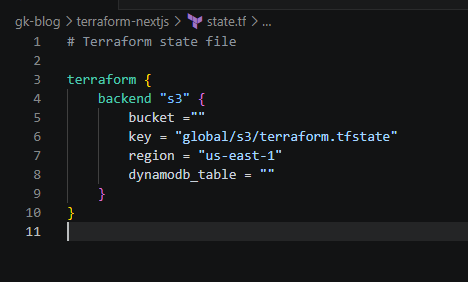 gk-blog > terraform-nextjs > state.tf > ...
1 # Terraform state file
2
3 terraform {
4     backend "s3" {
5         bucket =""
6         key = "global/s3/terraform.tfstate"
7         region = "us-east-1"
8         dynamodb_table = ""
9     }
10 }
11